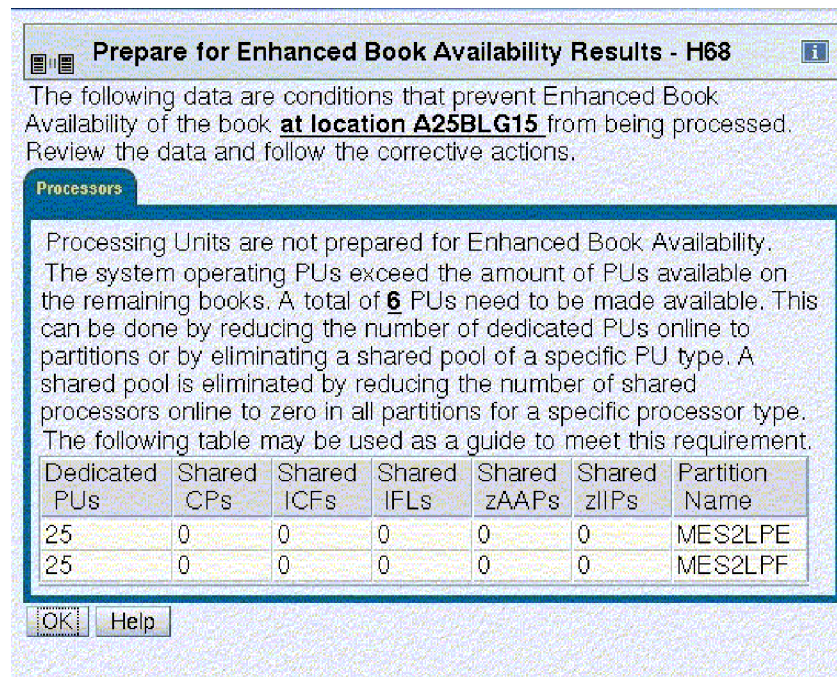 Prepare for Enhanced Book Availability Results - H68
i
The following data are conditions that prevent Enhanced Book
Availability of the book at location A25BLG15 from being processed.
Review the data and follow the corrective actions.
Processors
Processing Units are not prepared for Enhanced Book Availability.
The system operating PUs exceed the amount of PUs available on
the remaining books. A total of 6 PUs need to be made available. This
can be done by reducing the number of dedicated PUs online to
partitions or by eliminating a shared pool of a specific PU type. A
shared pool is eliminated by reducing the number of shared
processors online to zero in all partitions for a specific processor type.
The following table may be used as a guide to meet this requirement.
Dedicated Shared Shared Shared Shared Shared Partition
PUs CPs ICFs IFLs zAAPs zIIPs Name
25 0 0 0 0 0 MES2LPE
25 0 0 0 0 0 MES2LPF
OK Help